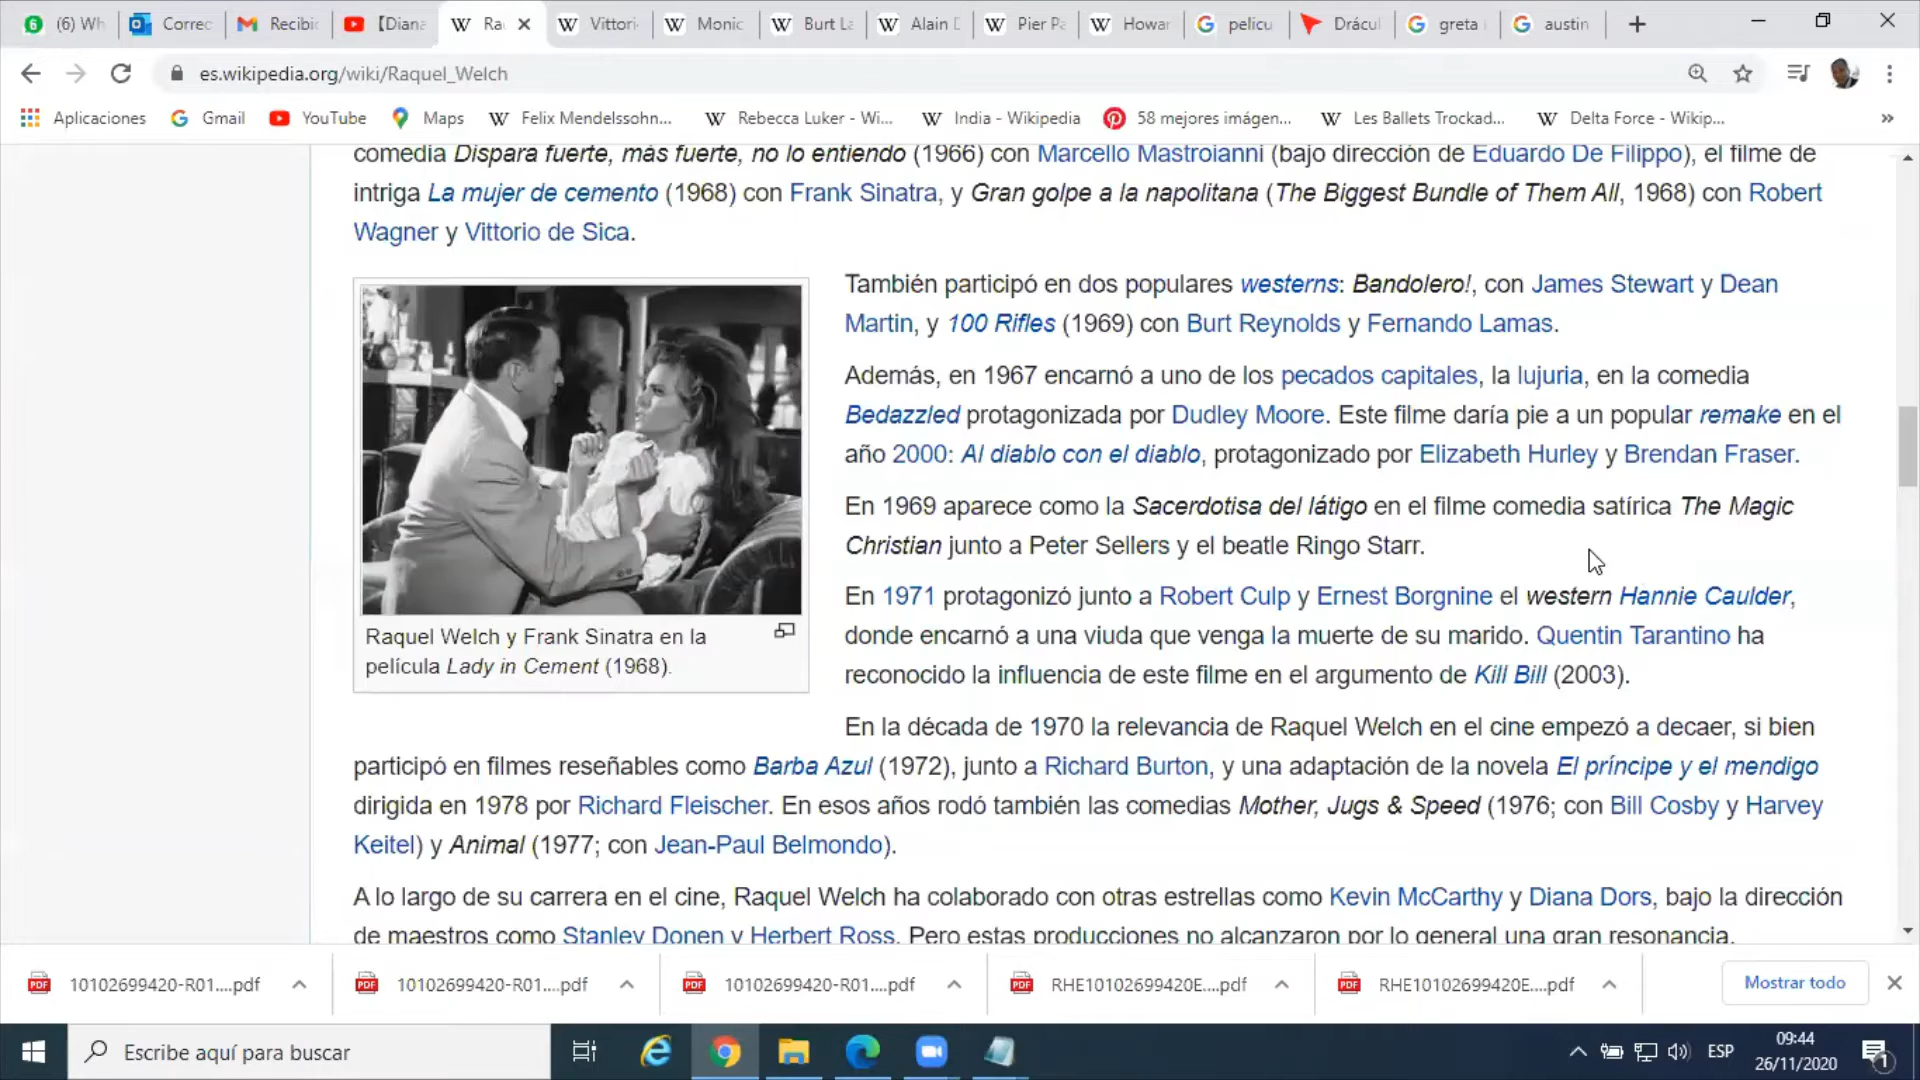 (6) Wh
Correc
Recibi
【Diana
Ra
Vittori
Monic
Burt La
Alain D
Pier Pa
Howar
pelicu
Drácul
greta
austin
es.wikipedia.org/wiki/Raquel_Welch
Aplicaciones
Gmail
YouTube
Maps
Felix Mendelssohn...
Rebecca Luker - Wi...
India - Wikipedia
58 mejores imágen...
Les Ballets Trockad...
Delta Force - Wikip...
»
comedia Dispara fuerte, más fuerte, no lo entiendo (1966) con Marcello Mastroianni (bajo dirección de Eduardo De Filippo), el filme de
intriga La mujer de cemento (1968) con Frank Sinatra, y Gran golpe a la napolitana (The Biggest Bundle of Them All, 1968) con Robert
Wagner y Vittorio de Sica.
También participó en dos populares westerns: Bandolero!, con James Stewart y Dean
Martin, y 100 Rifles (1969) con Burt Reynolds y Fernando Lamas.
Además, en 1967 encarnó a uno de los pecados capitales, la lujuria, en la comedia
Bedazzled protagonizada por Dudley Moore. Este filme daría pie a un popular remake en el
año 2000: Al diablo con el diablo, protagonizado por Elizabeth Hurley y Brendan Fraser.
En 1969 aparece como la Sacerdotisa del látigo en el filme comedia satírica The Magic
Christian junto a Peter Sellers y el beatle Ringo Starr.
En 1971 protagonizó junto a Robert Culp y Ernest Borgnine el western Hannie Caulder,
donde encarnó a una viuda que venga la muerte de su marido. Quentin Tarantino ha
reconocido la influencia de este filme en el argumento de Kill Bill (2003).
Raquel Welch y Frank Sinatra en la
película Lady in Cement (1968).
En la década de 1970 la relevancia de Raquel Welch en el cine empezó a decaer, si bien
participó en filmes reseñables como Barba Azul (1972), junto a Richard Burton, y una adaptación de la novela El príncipe y el mendigo
dirigida en 1978 por Richard Fleischer. En esos años rodó también las comedias Mother, Jugs & Speed (1976; con Bill Cosby y Harvey
Keitel) y Animal (1977; con Jean-Paul Belmondo).
A lo largo de su carrera en el cine, Raquel Welch ha colaborado con otras estrellas como Kevin McCarthy y Diana Dors, bajo la dirección
de maestros como Stanley Donen y Herbert Ross. Pero estas producciones no alcanzaron por lo general una gran resonancia.
10102699420-R01....pdf
10102699420-R01....pdf
10102699420-R01....pdf
RHE10102699420E....pdf
RHE10102699420E....pdf
Mostrar todo
Escribe aquí para buscar
ESP
09:44
26/11/2020
1